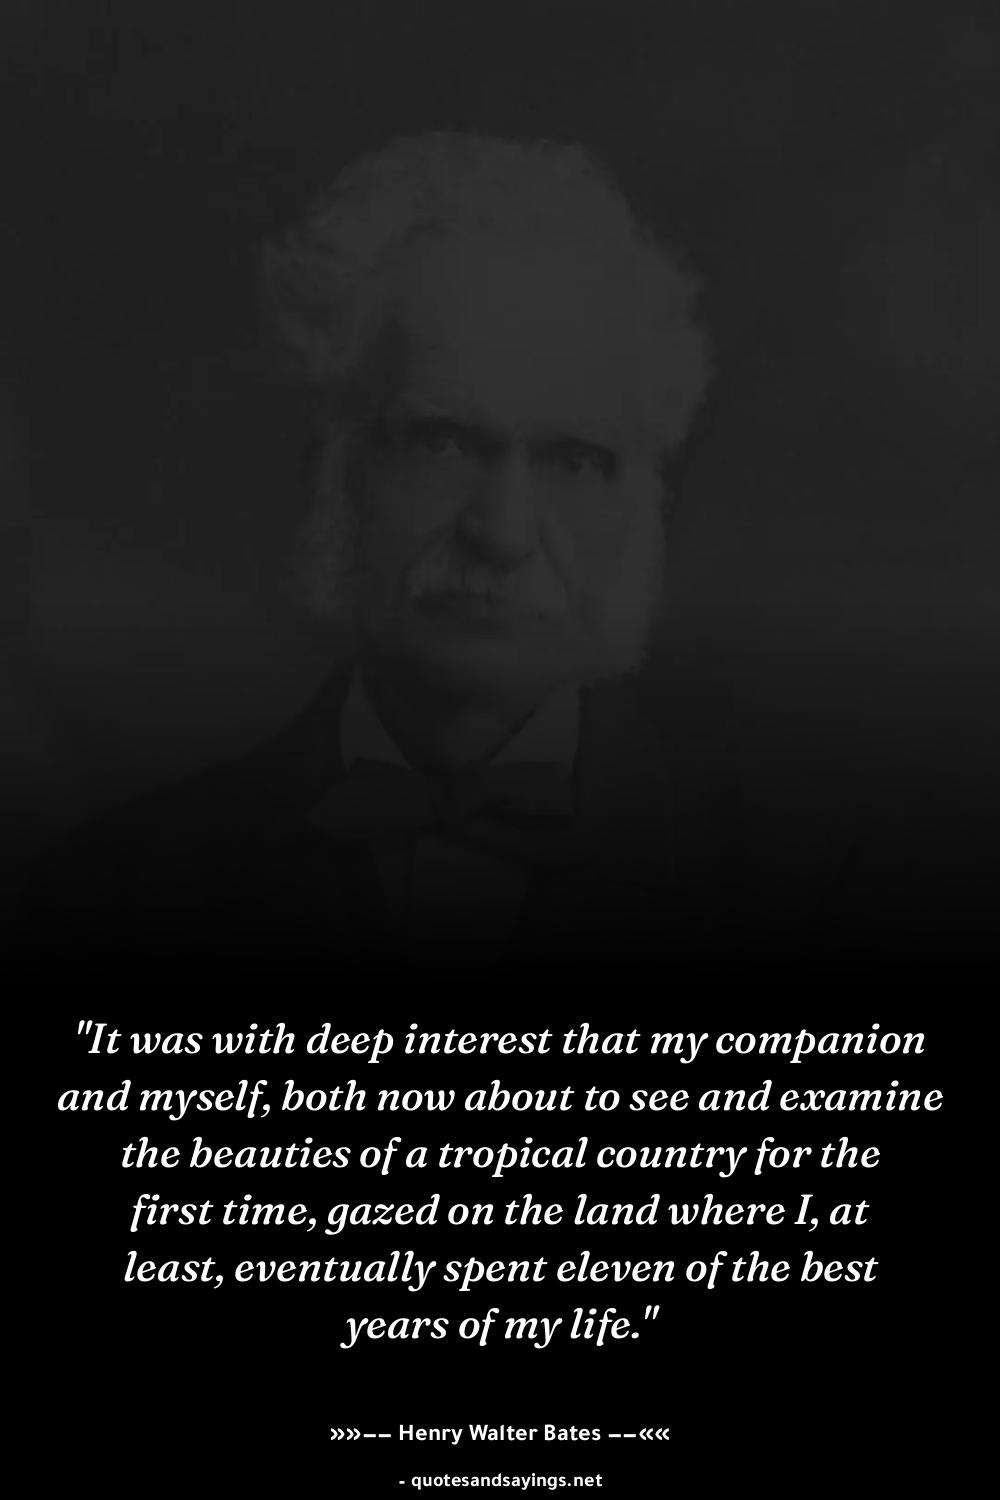 "It was with deep interest that my companion
and myself, both now about to see and examine
the beauties of a tropical country for the
first time, gazed on the land where I, at
least, eventually spent eleven of the best
years of my life."
»»-- Henry Walter Bates --««
- quotesandsayings.net